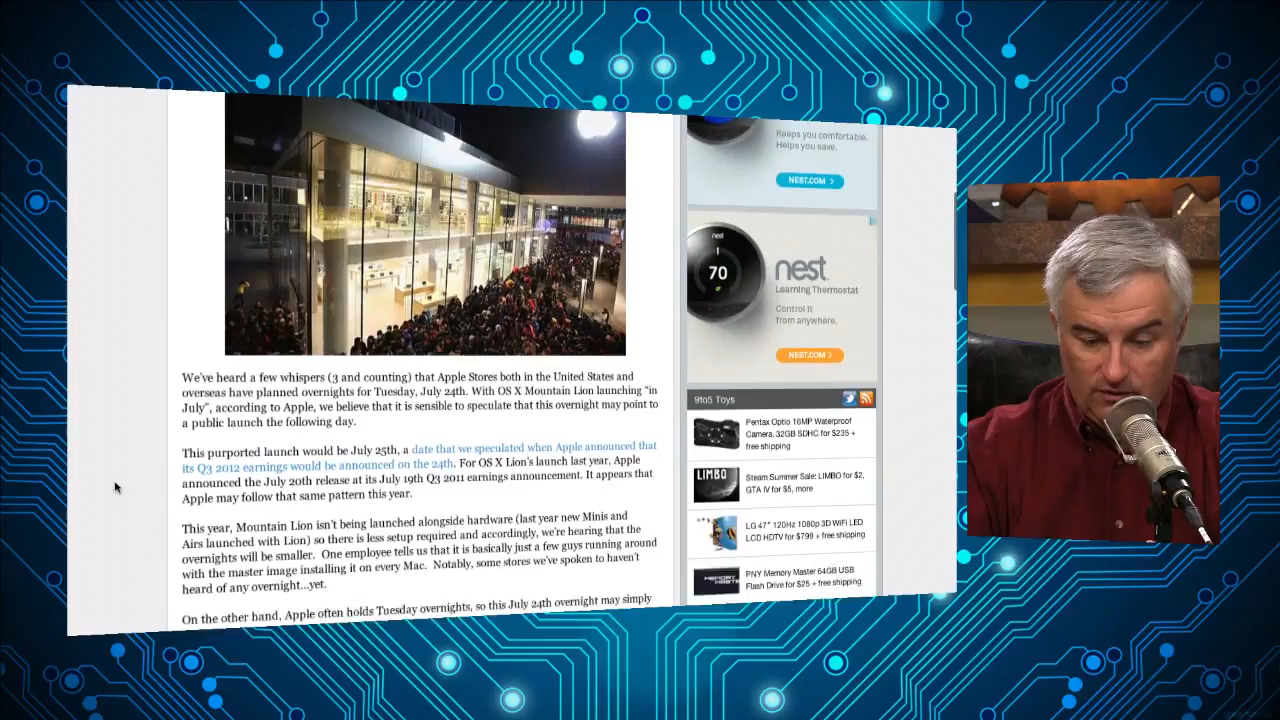 Keeps you comfortable.
Helps you save.
NEST.COM >
nest
70
nest
Learning Thermostat
Control it
from anywhere.
NEST.COM >
We've heard a few whispers (3 and counting) that Apple Stores both in the United States and
overseas have planned overnights for Tuesday, July 24th. With OS X Mountain Lion launching "in
July", according to Apple, we believe that it is sensible to speculate that this overnight may point to
a public launch the following day.
This purported launch would be July 25th, a date that we speculated when Apple announced that
its Q3 2012 earnings would be announced on the 24th. For OS X Lion's launch last year, Apple
announced the July 20th release at its July 19th Q3 2011 earnings announcement. It appears that
Apple may follow that same pattern this year.
This year, Mountain Lion isn't being launched alongside hardware (last year new Minis and
Airs launched with Lion) so there is less setup required and accordingly, we're hearing that the
overnights will be smaller. One employee tells us that it is basically just a few guys running around
with the master image installing it on every Mac. Notably, some stores we've spoken to haven't
heard of any overnight...yet.
On the other hand, Apple often holds Tuesday overnights, so this July 24th overnight may simply
9to5 Toys
Pentax Optio 16MP Waterproof
Camera, 32GB SDHC for $235 +
free shipping
LIMBO
Steam Summer Sale: LIMBO for $2,
GTA IV for $5, more
LG 47" 120Hz 1080p 3D WiFi LED
LCD HDTV for $799 + free shipping
PNY Memory Master 64GB USB
Flash Drive for $25 + free shipping